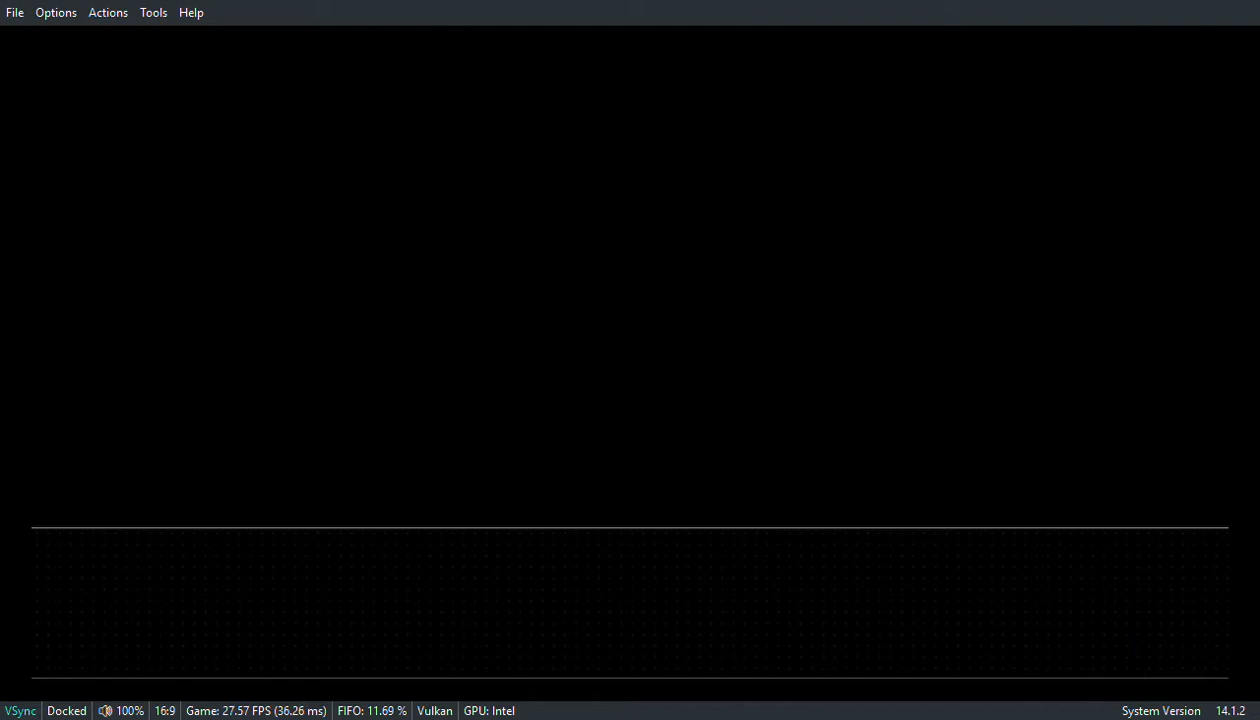 File Options Actions Tools Help
VSync Docked 100% 16:9 Game: 27.57 FPS (36.26 ms) FIFO: 11.69 % Vulkan GPU: Intel System Version 14.1.2